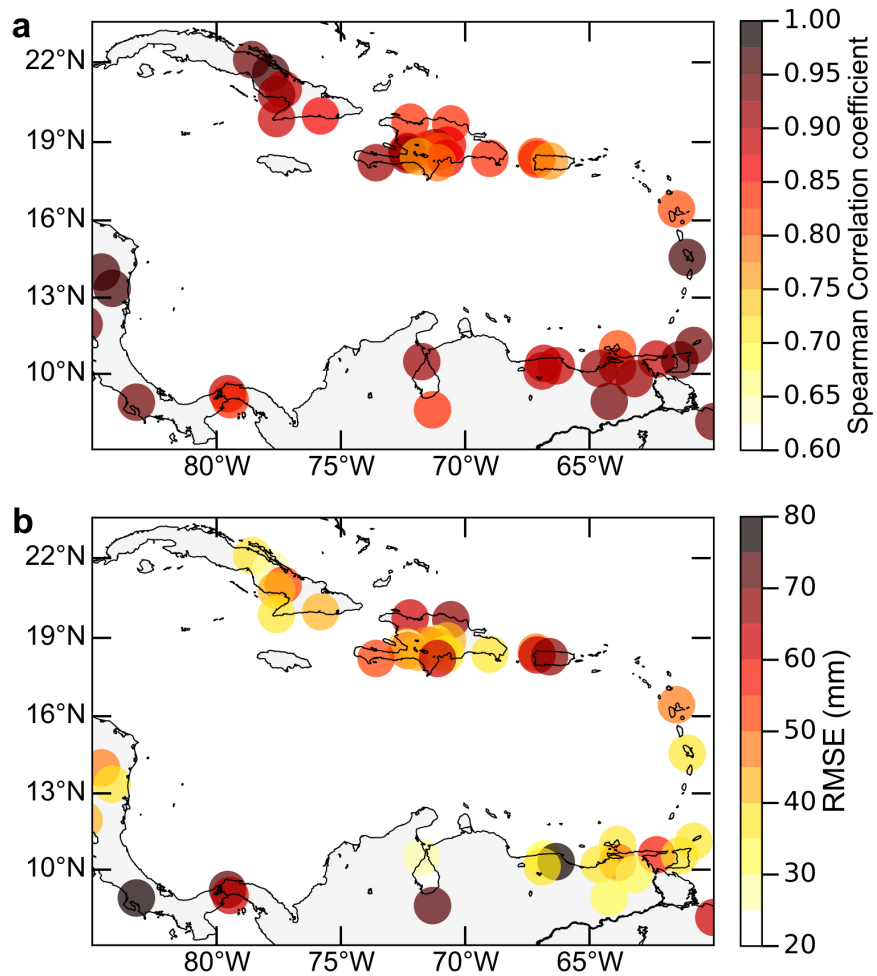 a
22°N
19°N
16°N
13°N
10°N
80°W 75°W 70°W 65°W
1.00
0.95
0.90
0.85
0.80
0.75
0.70
0.65
0.60
Spearman Correlation coefficient
b
22°N
19°N
16°N
13°N
10°N
80°W 75°W 70°W 65°W
80
70
60
50
40
30
20
RMSE (mm)